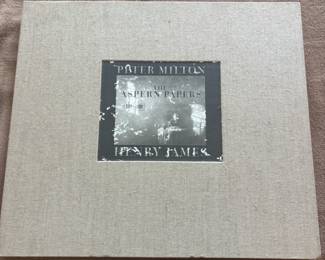 PETER MILTON
THE
ASPERN PAPERS
HENRY JAMES